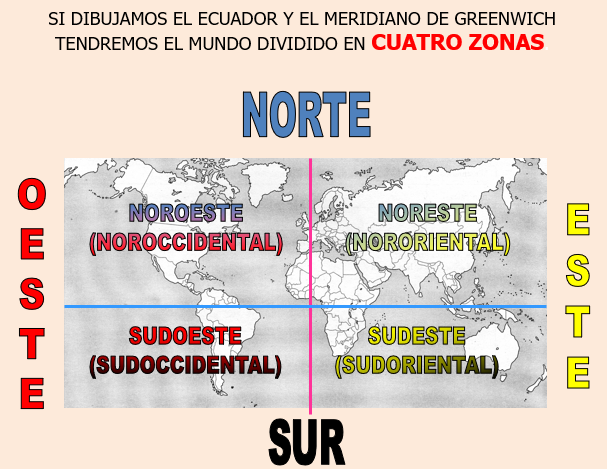 SI DIBUJAMOS EL ECUADOR Y EL MERIDIANO DE GREENWICH
TENDREMOS EL MUNDO DIVIDIDO EN CUATRO ZONAS.
NORTE
OESTE
NOROESTE
(NOROCCIDENTAL)
NORESTE
(NORORIENTAL)
ESTE
SUDOESTE
(SUDOCCIDENTAL)
SUDESTE
(SUDORIENTAL)
SUR